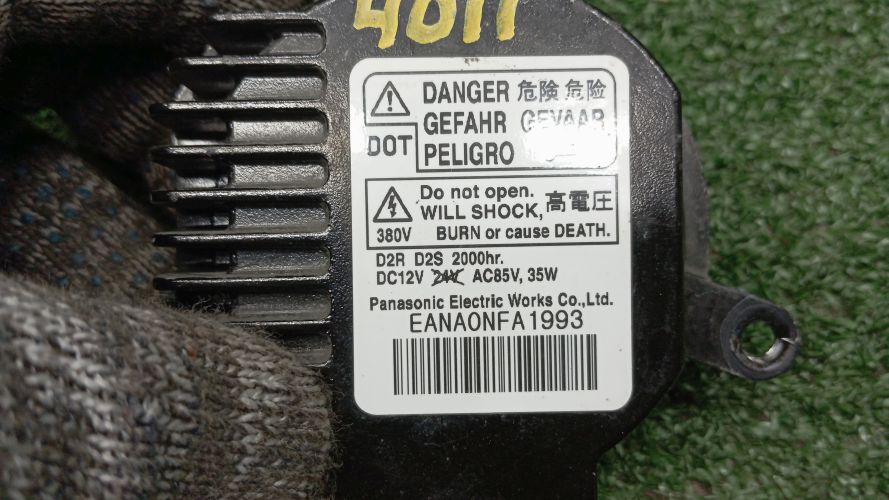 4011
DANGER 危険 危险
GEFAHR GEVAAR
DOT
PELIGRO
Do not open.
WILL SHOCK, 高電圧
380V BURN or cause DEATH.
D2R D2S 2000hr.
DC12V 24V AC85V, 35W
Panasonic Electric Works Co.,Ltd.
EANA0NFA1993